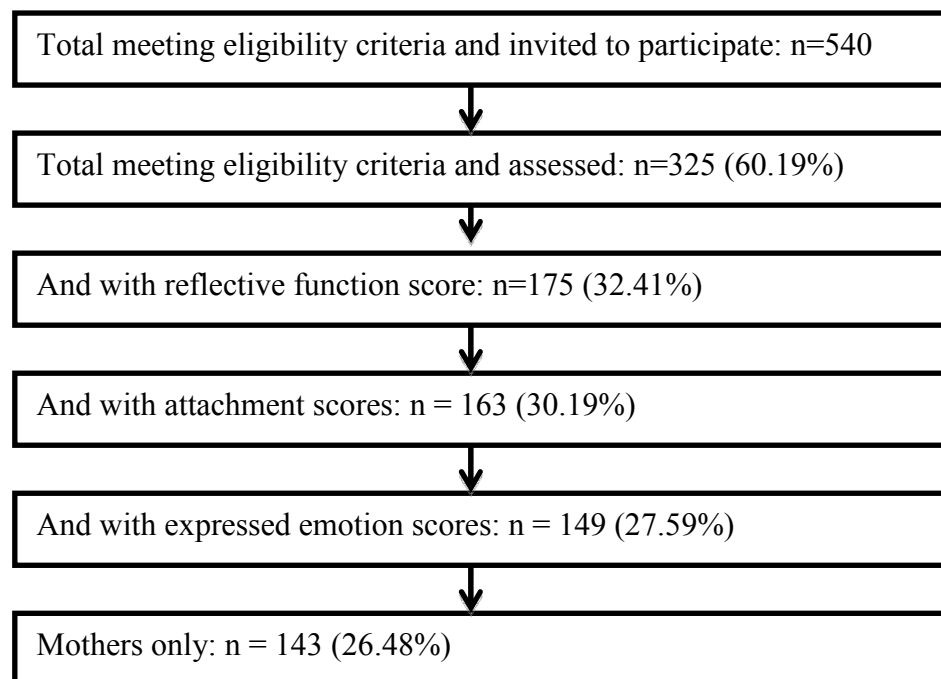 Total meeting eligibility criteria and invited to participate: n=540
Total meeting eligibility criteria and assessed: n=325 (60.19%)
And with reflective function score: n=175 (32.41%)
And with attachment scores: n = 163 (30.19%)
And with expressed emotion scores: n = 149 (27.59%)
Mothers only: n = 143 (26.48%)